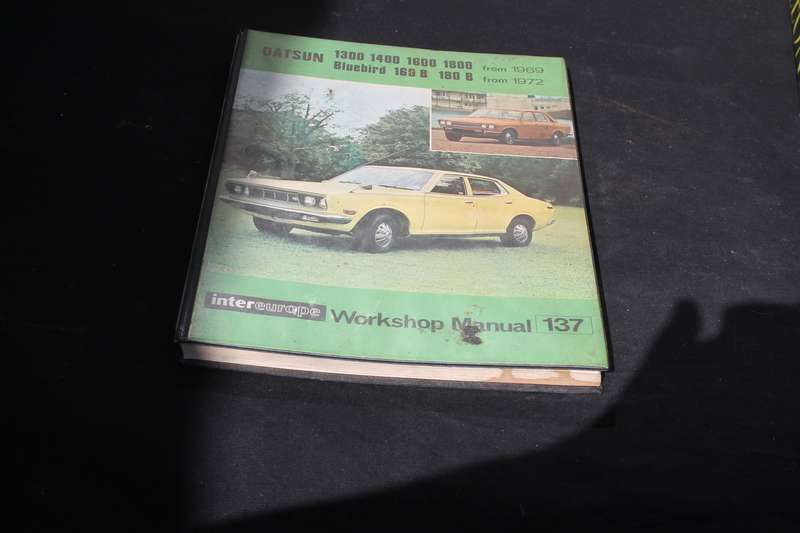 DATSUN 1300 1400 1600 1800 from 1969
Bluebird 160 B 180 B from 1972
intereurope Workshop Manual 137